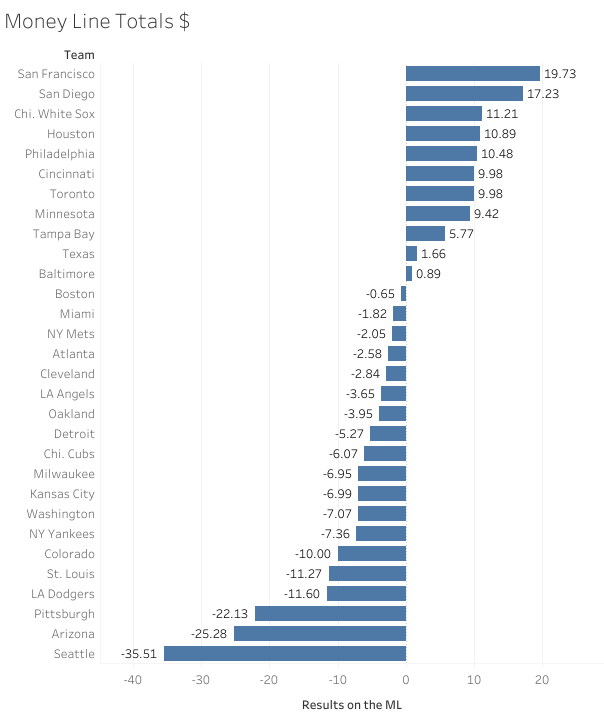 Money Line Totals $
Team
San Francisco 19.73
San Diego 17.23
Chi. White Sox 11.21
Houston 10.89
Philadelphia 10.48
Cincinnati 9.98
Toronto 9.98
Minnesota 9.42
Tampa Bay 5.77
Texas 1.66
Baltimore 0.89
Boston -0.65
Miami -1.82
NY Mets -2.05
Atlanta -2.58
Cleveland -2.84
LA Angels -3.65
Oakland -3.95
Detroit -5.27
Chi. Cubs -6.07
Milwaukee -6.95
Kansas City -6.99
Washington -7.07
NY Yankees -7.36
Colorado -10.00
St. Louis -11.27
LA Dodgers -11.60
Pittsburgh -22.13
Arizona -25.28
Seattle -35.51
-40 -30 -20 -10 0 10 20
Results on the ML